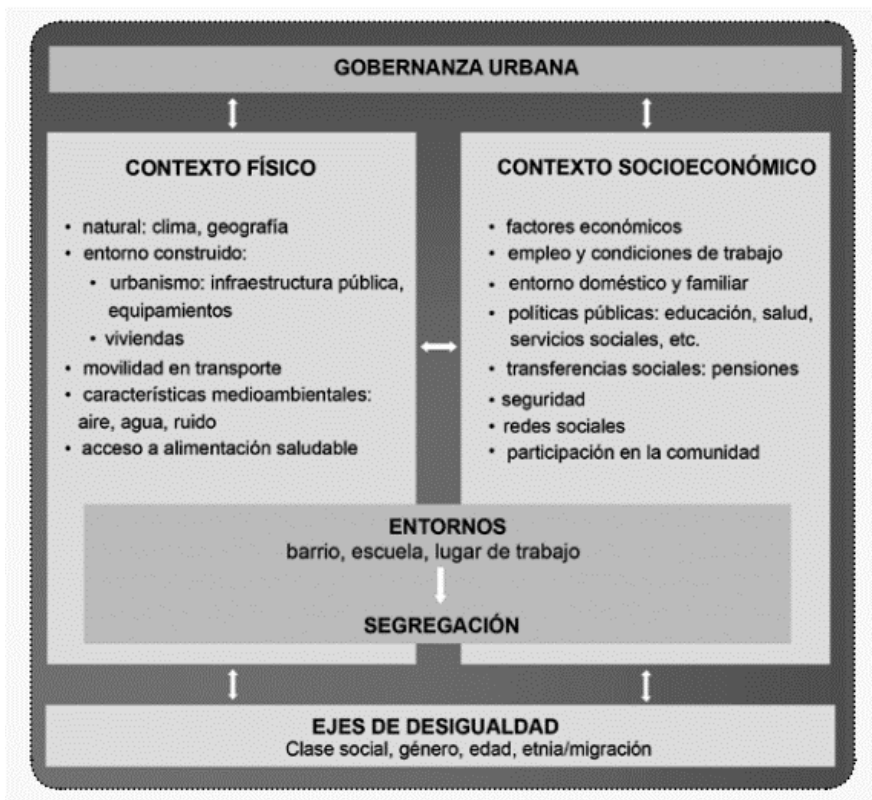 GOBERNANZA URBANA
CONTEXTO FÍSICO
• natural: clima, geografía
• entorno construido:
• urbanismo: infraestructura pública,
equipamientos
• viviendas
• movilidad en transporte
• características medioambientales:
aire, agua, ruido
• acceso a alimentación saludable
CONTEXTO SOCIOECONÓMICO
• factores económicos
• empleo y condiciones de trabajo
• entorno doméstico y familiar
• políticas públicas: educación, salud,
servicios sociales, etc.
• transferencias sociales: pensiones
• seguridad
• redes sociales
• participación en la comunidad
ENTORNOS
barrio, escuela, lugar de trabajo
SEGREGACIÓN
EJES DE DESIGUALDAD
Clase social, género, edad, etnia/migración